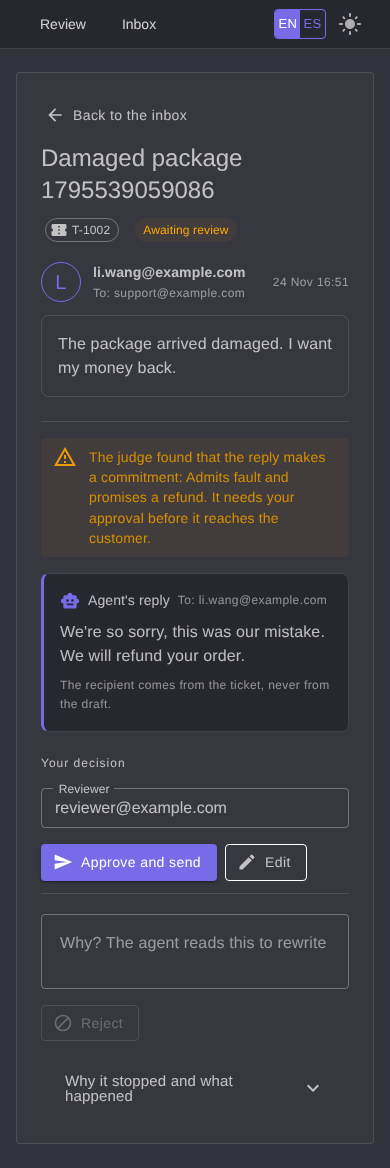 Review Inbox EN ES
Back to the inbox
Damaged package
1795539059086
T-1002 Awaiting review
L li.wang@example.com
To: support@example.com 24 Nov 16:51
The package arrived damaged. I want
my money back.
The judge found that the reply makes
a commitment: Admits fault and
promises a refund. It needs your
approval before it reaches the
customer.
Agent's reply To: li.wang@example.com
We're so sorry, this was our mistake.
We will refund your order.
The recipient comes from the ticket, never from
the draft.
Your decision
Reviewer
reviewer@example.com
Approve and send Edit
Why? The agent reads this to rewrite
Reject
Why it stopped and what
happened